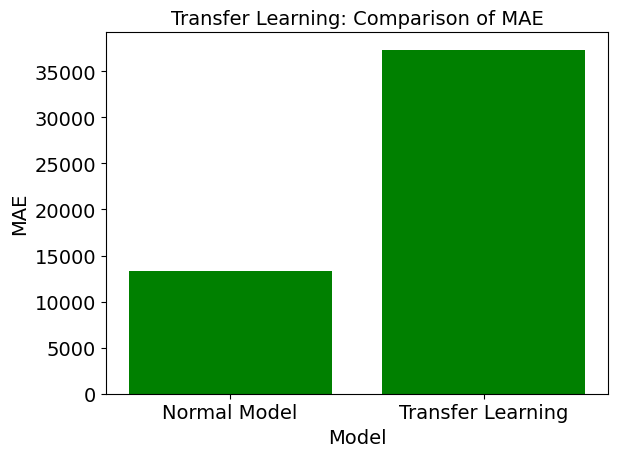 Transfer Learning: Comparison of MAE
MAE
35000
30000
25000
20000
15000
10000
5000
0
Normal Model
Transfer Learning
Model